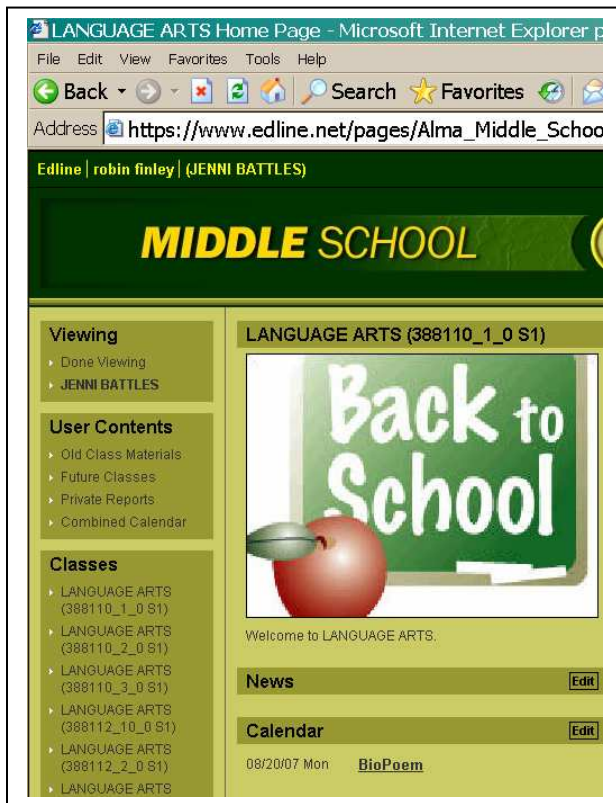 LANGUAGE ARTS Home Page - Microsoft Internet Explorer p
File Edit View Favorites Tools Help
Back Search Favorites
Address https://www.edline.net/pages/Alma_Middle_Schoo
Edline | robin finley | (JENNI BATTLES)
MIDDLE SCHOOL
Viewing
Done Viewing
JENNI BATTLES
User Contents
Old Class Materials
Future Classes
Private Reports
Combined Calendar
Classes
LANGUAGE ARTS
(388110_1_0 S1)
LANGUAGE ARTS
(388110_2_0 S1)
LANGUAGE ARTS
(388110_3_0 S1)
LANGUAGE ARTS
(388112_10_0 S1)
LANGUAGE ARTS
(388112_2_0 S1)
LANGUAGE ARTS
LANGUAGE ARTS (388110_1_0 S1)
Back to
School
Welcome to LANGUAGE ARTS.
News Edit
Calendar Edit
08/20/07 Mon BioPoem